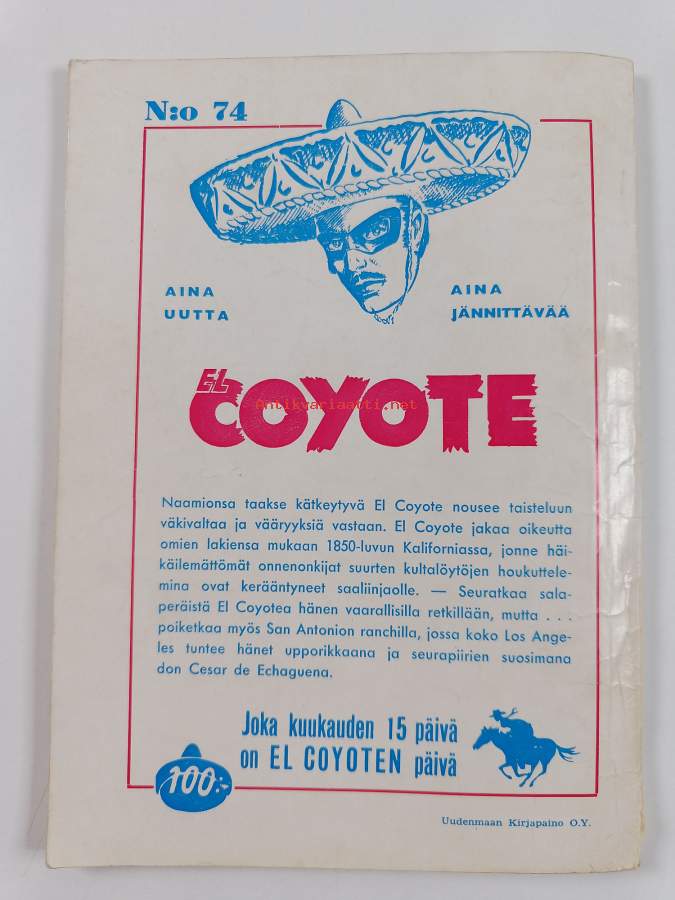 N:o 74
AINA
UUTTA
AINA
JÄNNITTÄVÄÄ
EL
COYOTE
Antikvariaatti.net
Naamionsa taakse kätkeytyvä El Coyote nousee taisteluun
väkivaltaa ja vääryyksiä vastaan. El Coyote jakaa oikeutta
omien lakiensa mukaan 1850-luvun Kaliforniassa, jonne häi-
käilemättömät onnenonkijat suurten kultalöytöjen houkuttele-
mina ovat kerääntyneet saaliinjaolle. — Seuratkaa sala-
peräistä El Coyotea hänen vaarallisilla retkillään, mutta . . .
poiketkaa myös San Antonion ranchilla, jossa koko Los Ange-
les tuntee hänet upporikkaana ja seurapiirien suosimana
don Cesar de Echaguena.
Joka kuukauden 15 päivä
on EL COYOTEN päivä
100:-
Uudenmaan Kirjapaino O.Y.